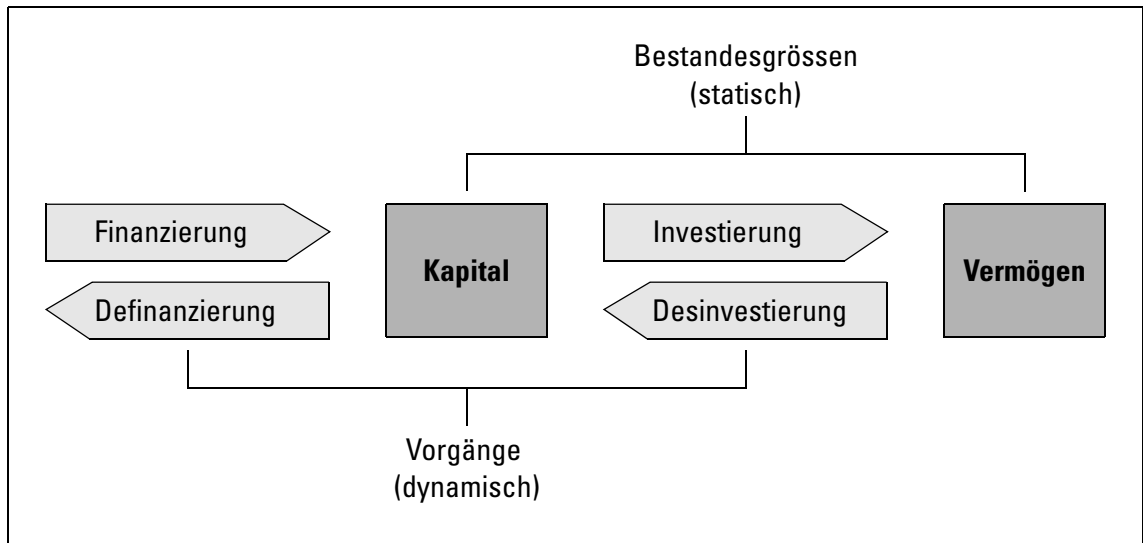 Bestandesgrössen
(statisch)
Finanzierung
Definanzierung
Kapital
Investierung
Desinvestierung
Vermögen
Vorgänge
(dynamisch)